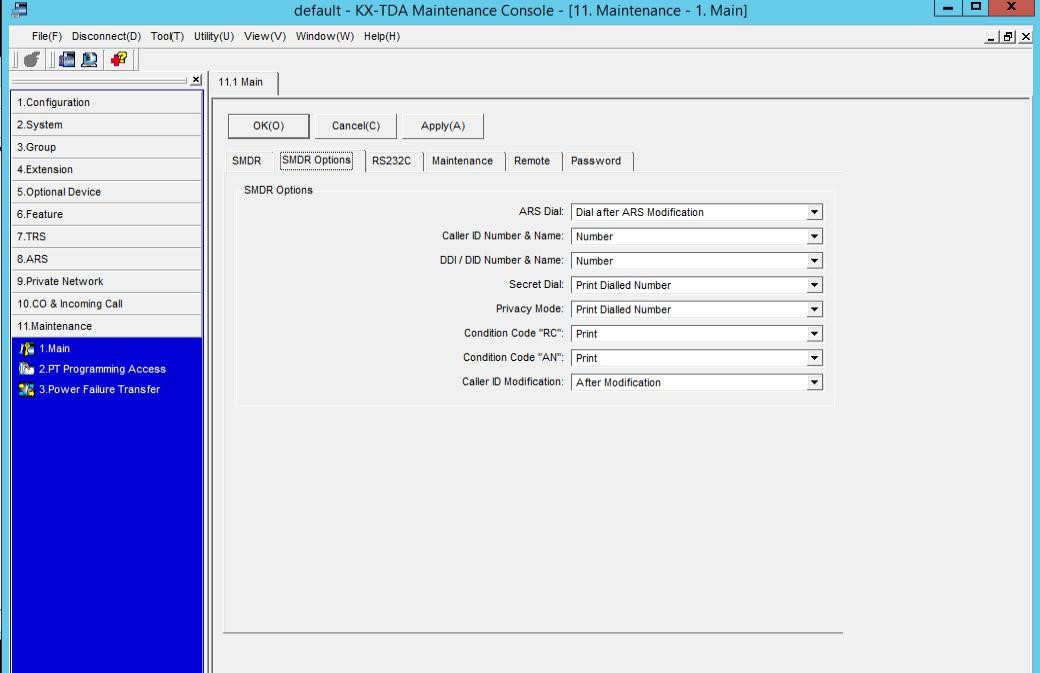 default - KX-TDA Maintenance Console - [11. Maintenance - 1. Main]
File(F) Disconnect(D) Tool(T) Utility(U) View(V) Window(W) Help(H)
11.1 Main
1.Configuration
2.System
3.Group
4.Extension
5.Optional Device
6.Feature
7.TRS
8.ARS
9.Private Network
10.CO & Incoming Call
11.Maintenance
1.Main
2.PT Programming Access
3.Power Failure Transfer
OK(O) Cancel(C) Apply(A)
SMDR SMDR Options RS232C Maintenance Remote Password
SMDR Options
ARS Dial: Dial after ARS Modification
Caller ID Number & Name: Number
DDI / DID Number & Name: Number
Secret Dial: Print Dialled Number
Privacy Mode: Print Dialled Number
Condition Code "RC": Print
Condition Code "AN": Print
Caller ID Modification: After Modification